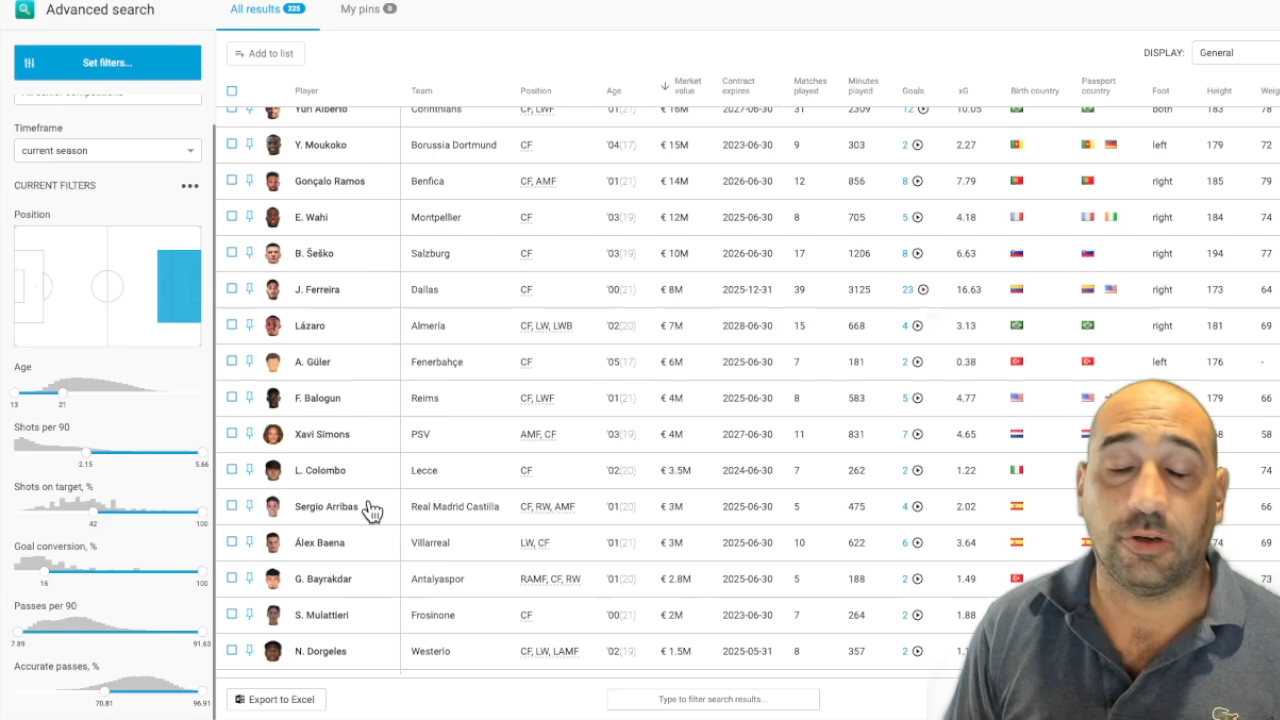 Advanced search
All results 225
My pins 0
Set filters...
Add to list
DISPLAY: General
Player Team Position Age Market value Contract expires Matches played Minutes played Goals xG Birth country Passport country Foot Height
Yuri Alberto Corinthians CF, LWF '01(21) € 16M 2027-06-30 31 2309 12 10.05 both 183 78
Timeframe
current season
Y. Moukoko Borussia Dortmund CF '04(17) € 15M 2023-06-30 9 303 2 2.27 left 179 72
CURRENT FILTERS
Gonçalo Ramos Benfica CF, AMF '01(21) € 14M 2026-06-30 12 856 8 7.79 right 185 79
Position
E. Wahi Montpellier CF '03(19) € 12M 2025-06-30 8 705 5 4.18 right 184 74
B. Šeško Salzburg CF '03(19) € 10M 2025-06-30 17 1206 8 6.63 right 194 77
J. Ferreira Dallas CF '00(21) € 8M 2025-12-31 39 3125 23 16.63 right 173 64
Lázaro Almería CF, LW, LWB '02(20) € 7M 2028-06-30 15 668 4 3.13 right 181 69
A. Güler Fenerbahçe CF '05(17) € 6M 2025-06-30 7 181 2 0.38 left 176 -
Age
13 21
F. Balogun Reims CF, LWF '01(21) € 4M 2025-06-30 8 583 5 4.77 179 66
Shots per 90
2.15 5.66
Xavi Simons PSV AMF, CF '03(19) € 4M 2027-06-30 11 831 7 4.65 58
L. Colombo Lecce CF '02(20) € 3.5M 2024-06-30 7 262 2 1.22 74
Shots on target, %
42 100
Sergio Arribas Real Madrid Castilla CF, RW, AMF '01(20) € 3M 2025-06-30 5 475 4 2.02 66
Goal conversion, %
16 100
Álex Baena Villarreal LW, CF '01(21) € 3M 2025-06-30 10 622 6 3.64 69
G. Bayrakdar Antalyaspor RAMF, CF, RW '01(20) € 2.8M 2025-06-30 5 188 2 1.49 73
Passes per 90
7.89 91.63
S. Mulattieri Frosinone CF '00(21) € 2M 2023-06-30 7 264 2 1.88
N. Dorgeles Westerlo CF, LW, LAMF '02(19) € 1.5M 2025-05-31 8 357 2
Accurate passes, %
70.81 96.91
Export to Excel
Type to filter search results...